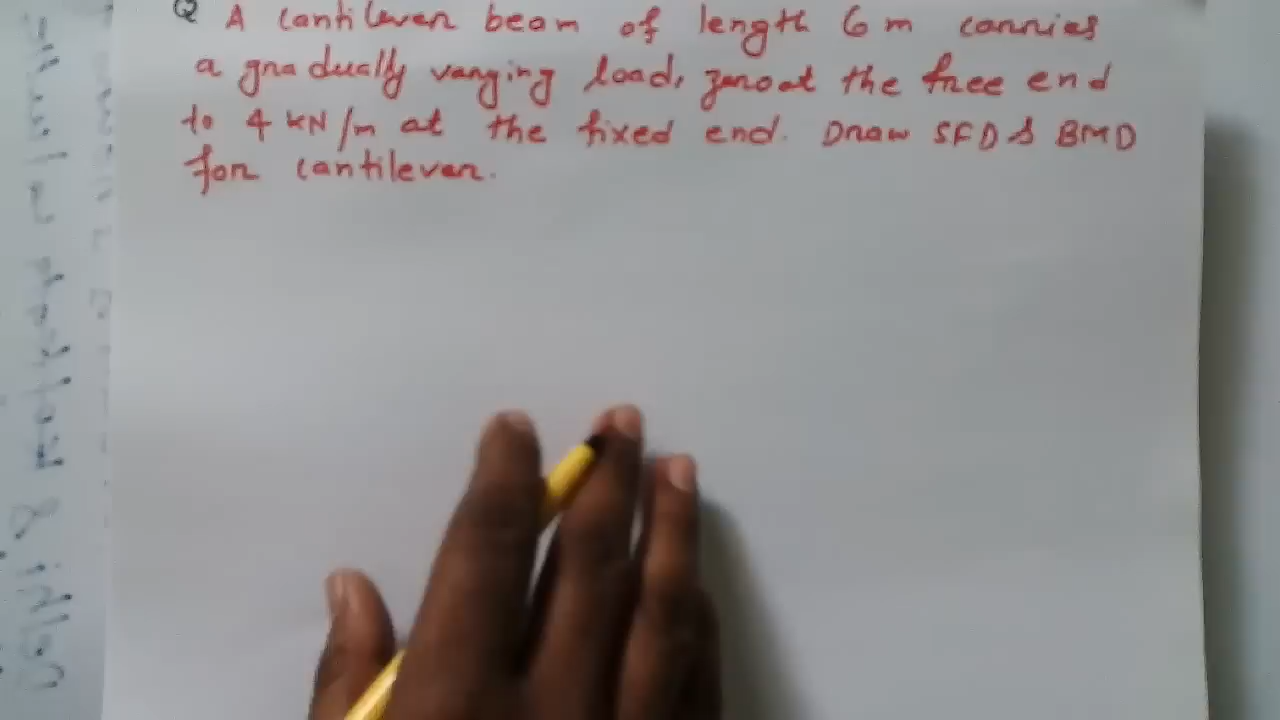 Q A cantilever beam of length 6 m carries
a gradually varying load, zero at the free end
to 4 kN/m at the fixed end. Draw SFD & BMD
for cantilever.